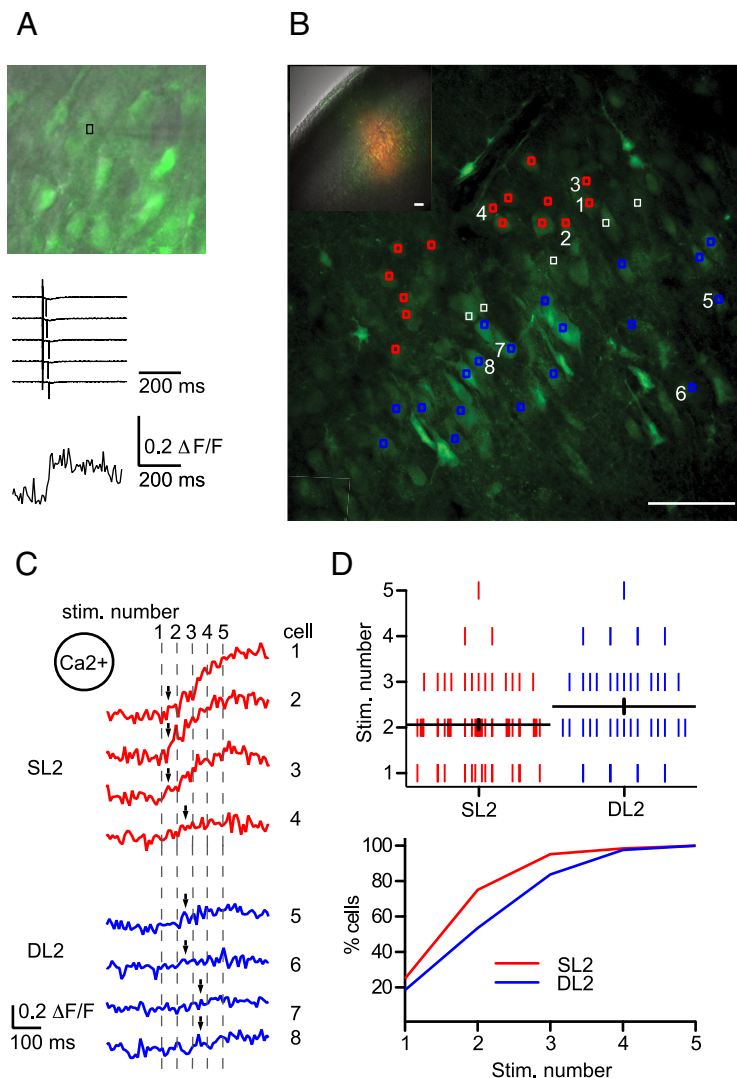 A
200 ms
0.2 ΔF/F
200 ms
B
3
1
4
2
5
7
8
6
C
stim. number
1 2 3 4 5
cell
Ca2+
1
2
SL2
3
4
5
DL2
6
7
0.2 ΔF/F
100 ms
8
D
Stim. number
5
4
3
2
1
SL2
DL2
% cells
100
80
60
40
20
SL2
DL2
1 2 3 4 5
Stim. number